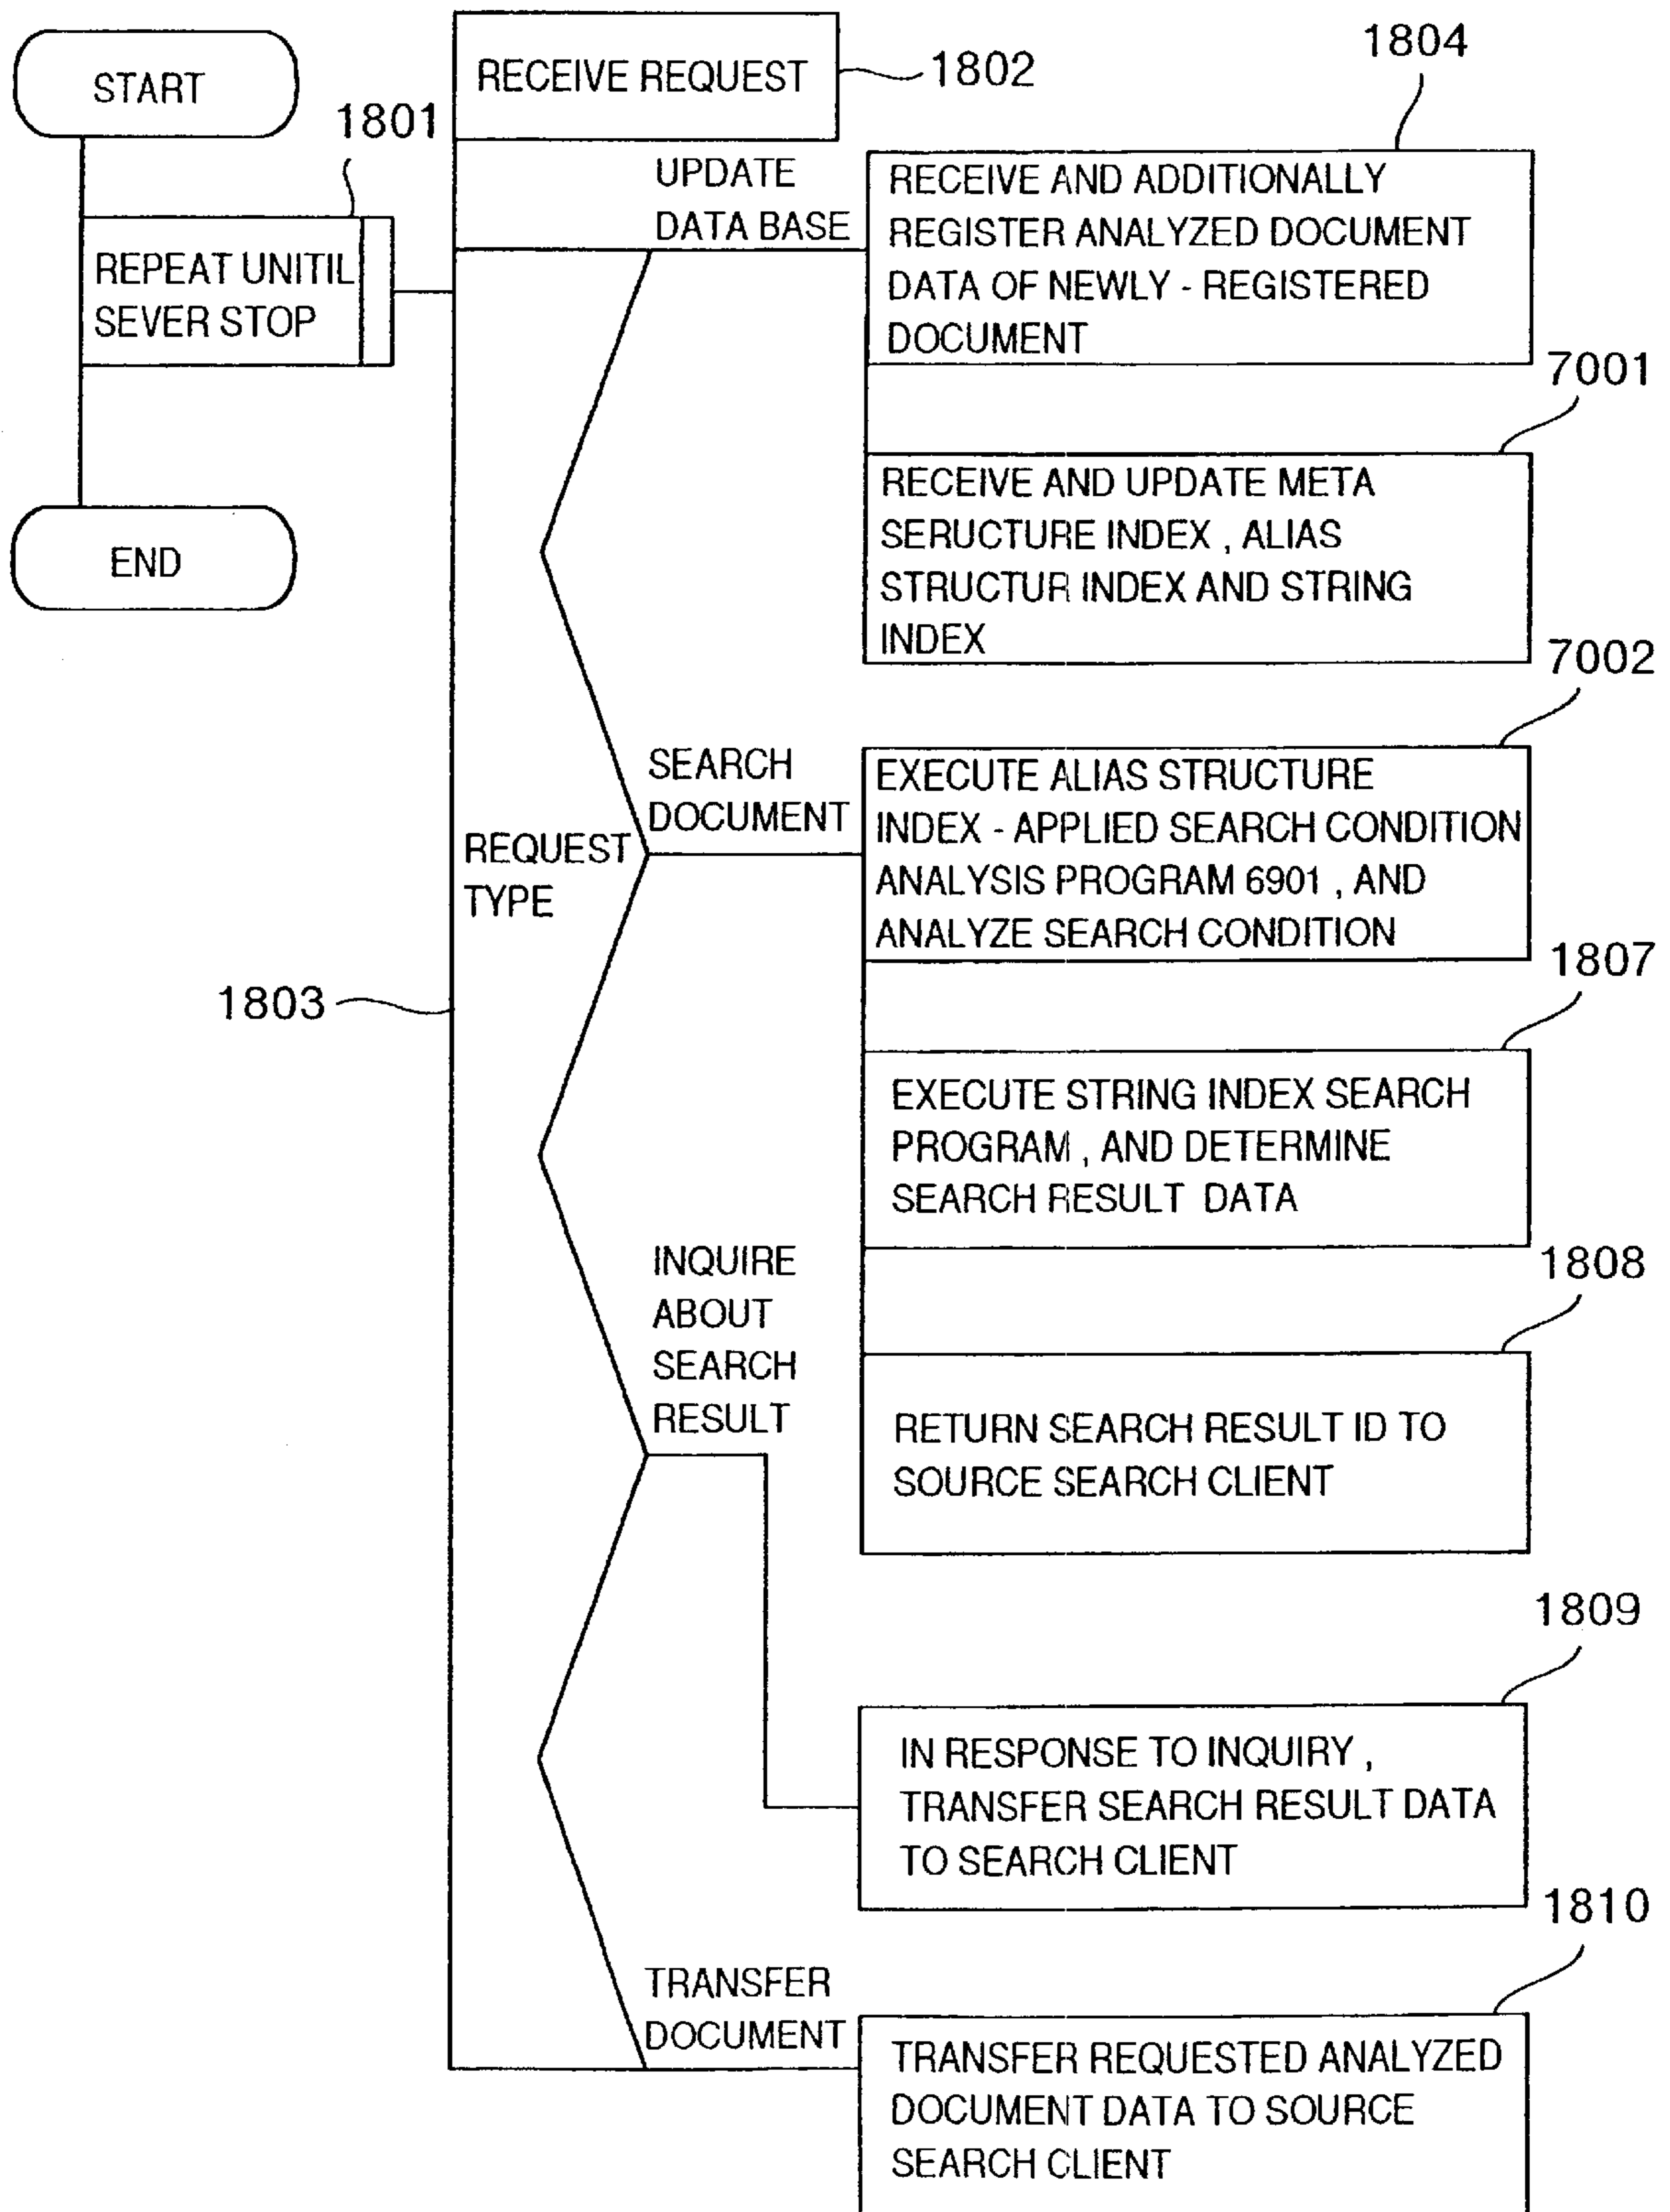 START
1801
REPEAT UNITIL
SEVER STOP
END
RECEIVE REQUEST
1802
1803
REQUEST
TYPE
UPDATE
DATA BASE
1804
RECEIVE AND ADDITIONALLY
REGISTER ANALYZED DOCUMENT
DATA OF NEWLY - REGISTERED
DOCUMENT
7001
RECEIVE AND UPDATE META
SERUCTURE INDEX , ALIAS
STRUCTUR INDEX AND STRING
INDEX
SEARCH
DOCUMENT
7002
EXECUTE ALIAS STRUCTURE
INDEX - APPLIED SEARCH CONDITION
ANALYSIS PROGRAM 6901 , AND
ANALYZE SEARCH CONDITION
1807
EXECUTE STRING INDEX SEARCH
PROGRAM , AND DETERMINE
SEARCH RESULT DATA
1808
RETURN SEARCH RESULT ID TO
SOURCE SEARCH CLIENT
INQUIRE
ABOUT
SEARCH
RESULT
1809
IN RESPONSE TO INQUIRY ,
TRANSFER SEARCH RESULT DATA
TO SEARCH CLIENT
TRANSFER
DOCUMENT
1810
TRANSFER REQUESTED ANALYZED
DOCUMENT DATA TO SOURCE
SEARCH CLIENT